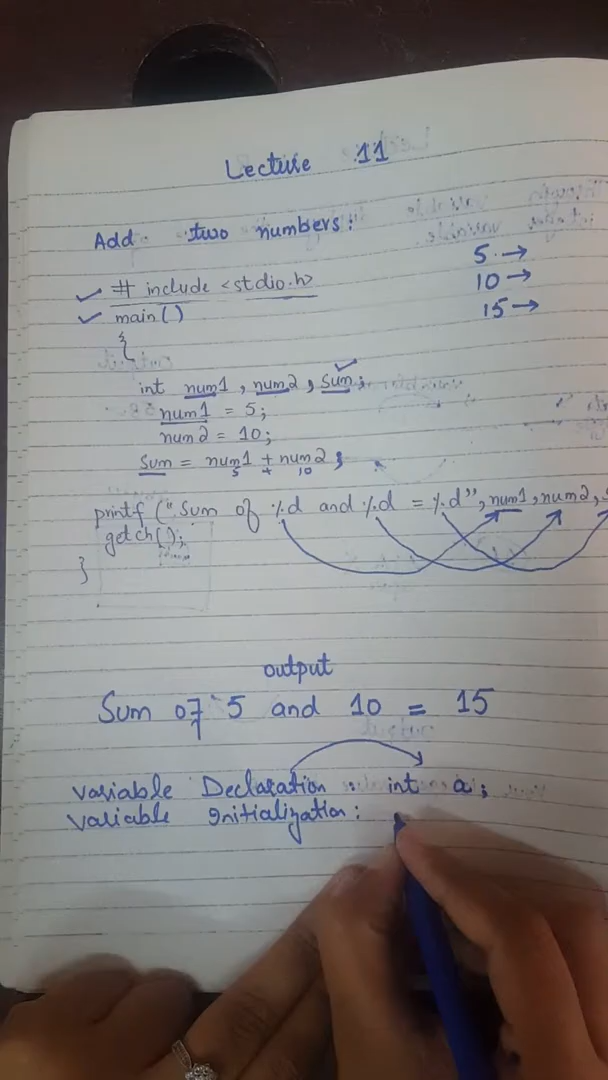 Lecture 11
Add two numbers:
5 →
# include <stdio.h>
10 →
main()
15 →
{
int num1, num2, sum;
num1 = 5;
num2 = 10;
Sum = num1 + num2;
5 + 10
printf (" Sum of %d and %d = %d", num1, num2,
getch();
}
output
Sum of 5 and 10 = 15
variable Declaration : int a;
variable initialization: